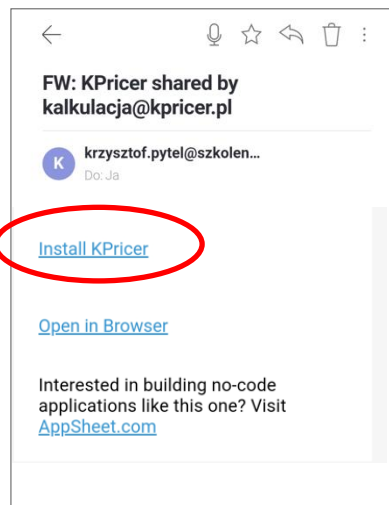 FW: KPricer shared by
kalkulacja@kpricer.pl
K
krzysztof.pytel@szkolen...
Do: Ja
Install KPricer
Open in Browser
Interested in building no-code
applications like this one? Visit
AppSheet.com